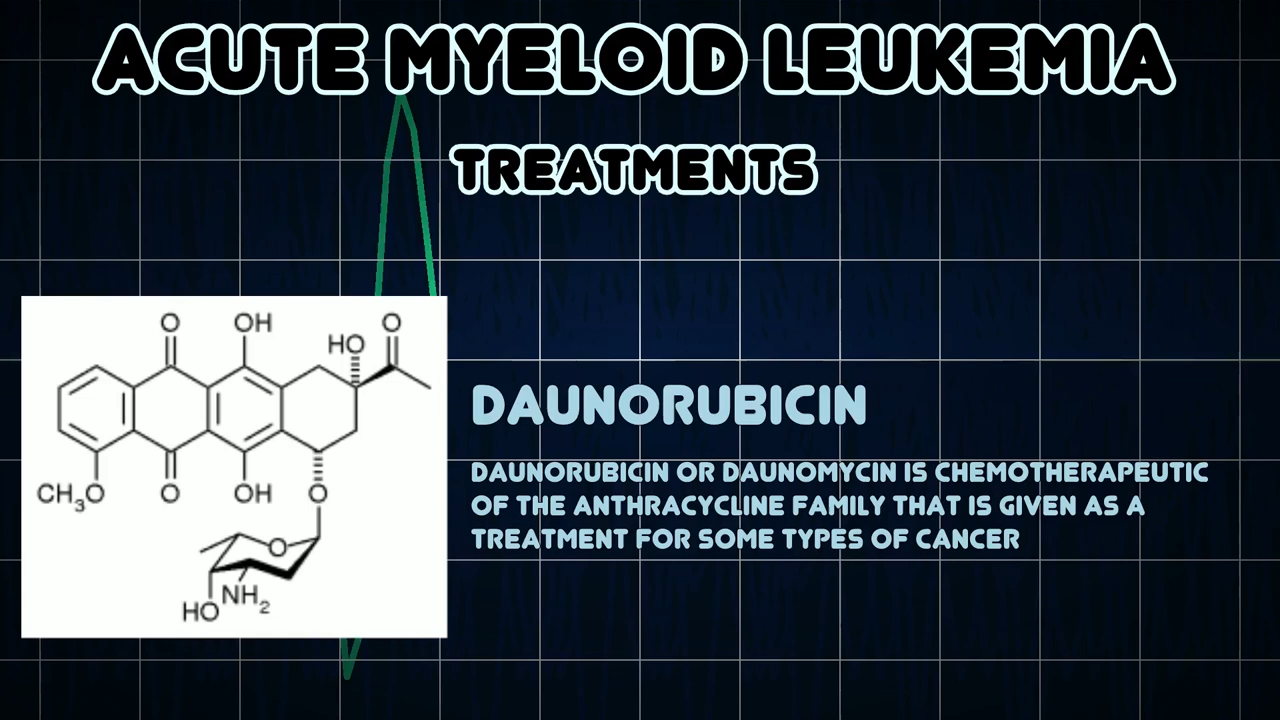 ACUTE MYELOID LEUKEMIA
TREATMENTS
O OH O
HO
CH3O O OH O
O
NH2
HO
DAUNORUBICIN
DAUNORUBICIN OR DAUNOMYCIN IS CHEMOTHERAPEUTIC
OF THE ANTHRACYCLINE FAMILY THAT IS GIVEN AS A
TREATMENT FOR SOME TYPES OF CANCER